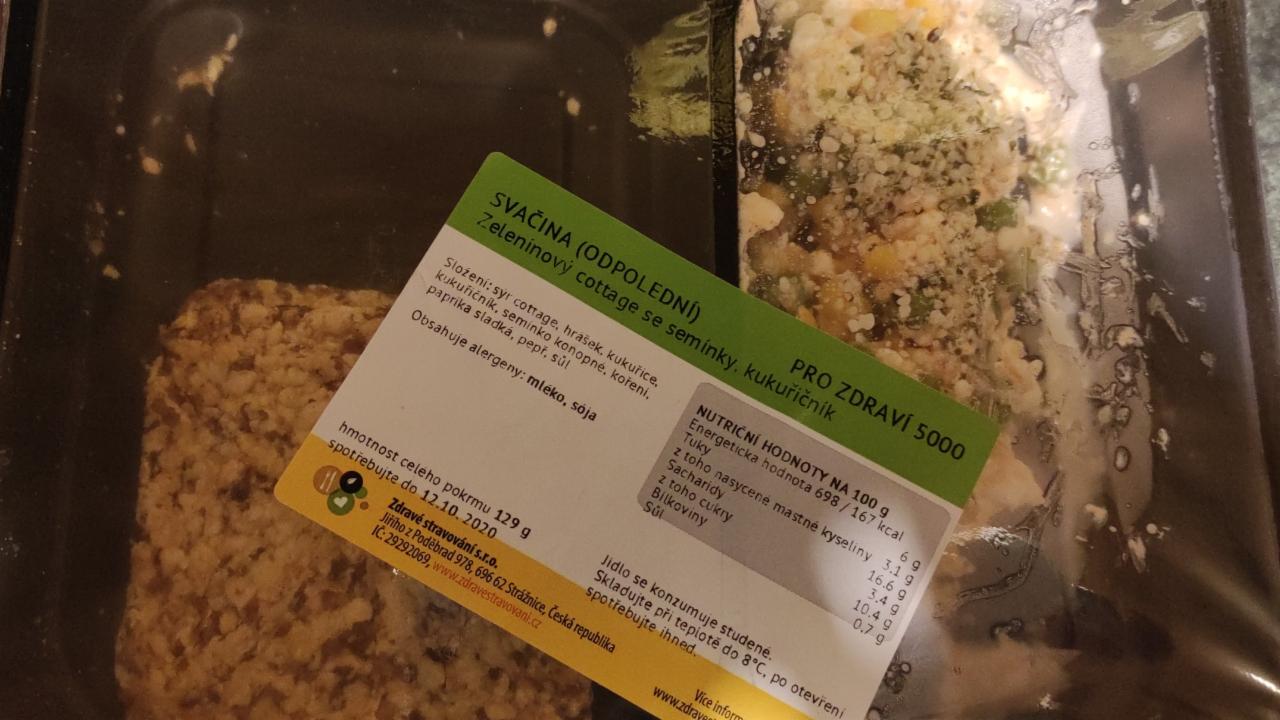 SVAČINA (ODPOLEDNÍ)
Zeleninový cottage se semínky, kukuřičník
PRO ZDRAVÍ 5000
Složení: sýr cottage, hrášek, kukuřice,
kukuřičník, semínko konopné, koření,
paprika sladká, pepř, sůl
Obsahuje alergeny: mléko, sója
NUTRIČNÍ HODNOTY NA 100 g
Energetická hodnota 698 / 167 kcal
Tuky 6 g
z toho nasycené mastné kyseliny 3.1 g
Sacharidy 16.6 g
z toho cukry 3.4 g
Bílkoviny 10.4 g
Sůl 0.7 g
hmotnost celého pokrmu 129 g
spotřebujte do 12.10. 2020
Zdravé stravování s.r.o.
Jiřího z Poděbrad 978, 696 62 Strážnice, Česká republika
IČ: 29292069, www.zdravestravovani.cz
Jídlo se konzumuje studené.
Skladujte při teplotě do 8°C, po otevření
spotřebujte ihned.
Více